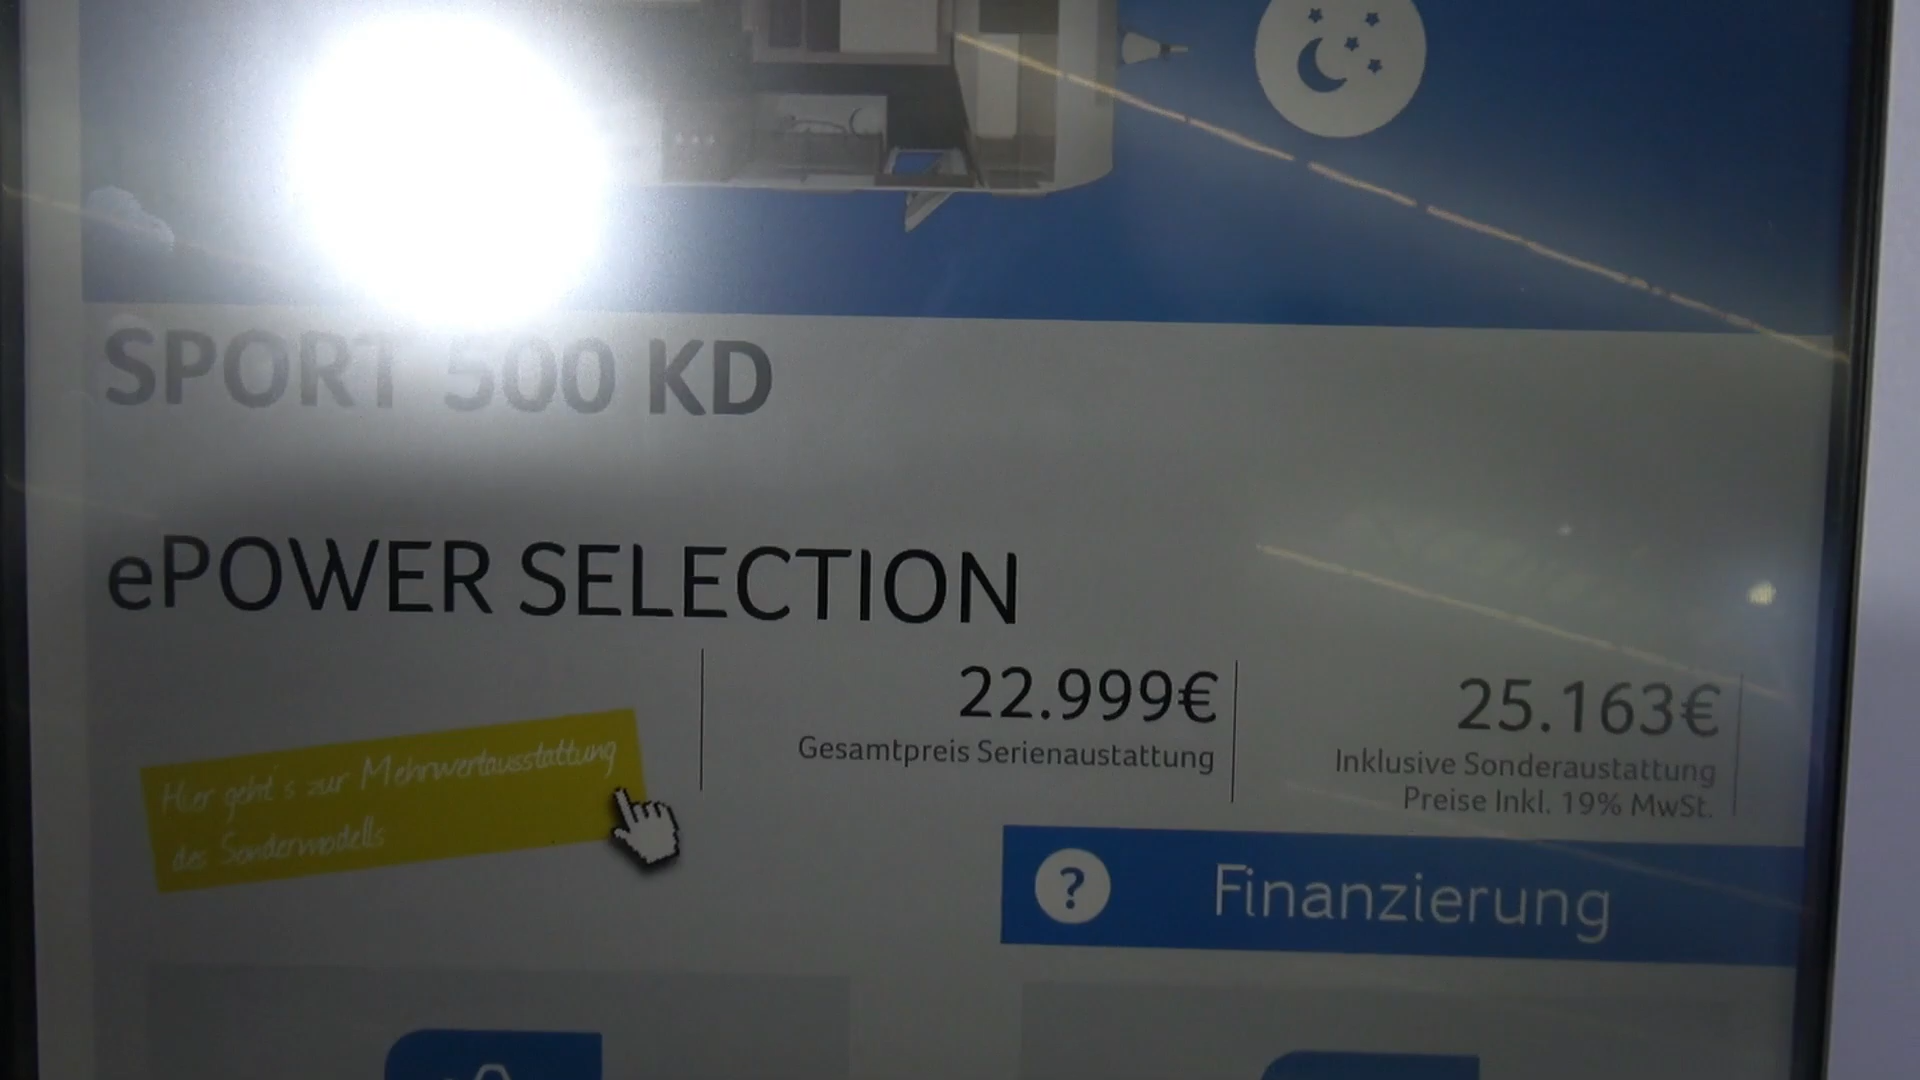 SPORT 500 KD
ePOWER SELECTION
22.999€
Gesamtpreis Serienaustattung
25.163€
Inklusive Sonderaustattung
Preise Inkl. 19% MwSt.
Hier geht's zur Mehrwertausstattung
des Sondermodells
? Finanzierung